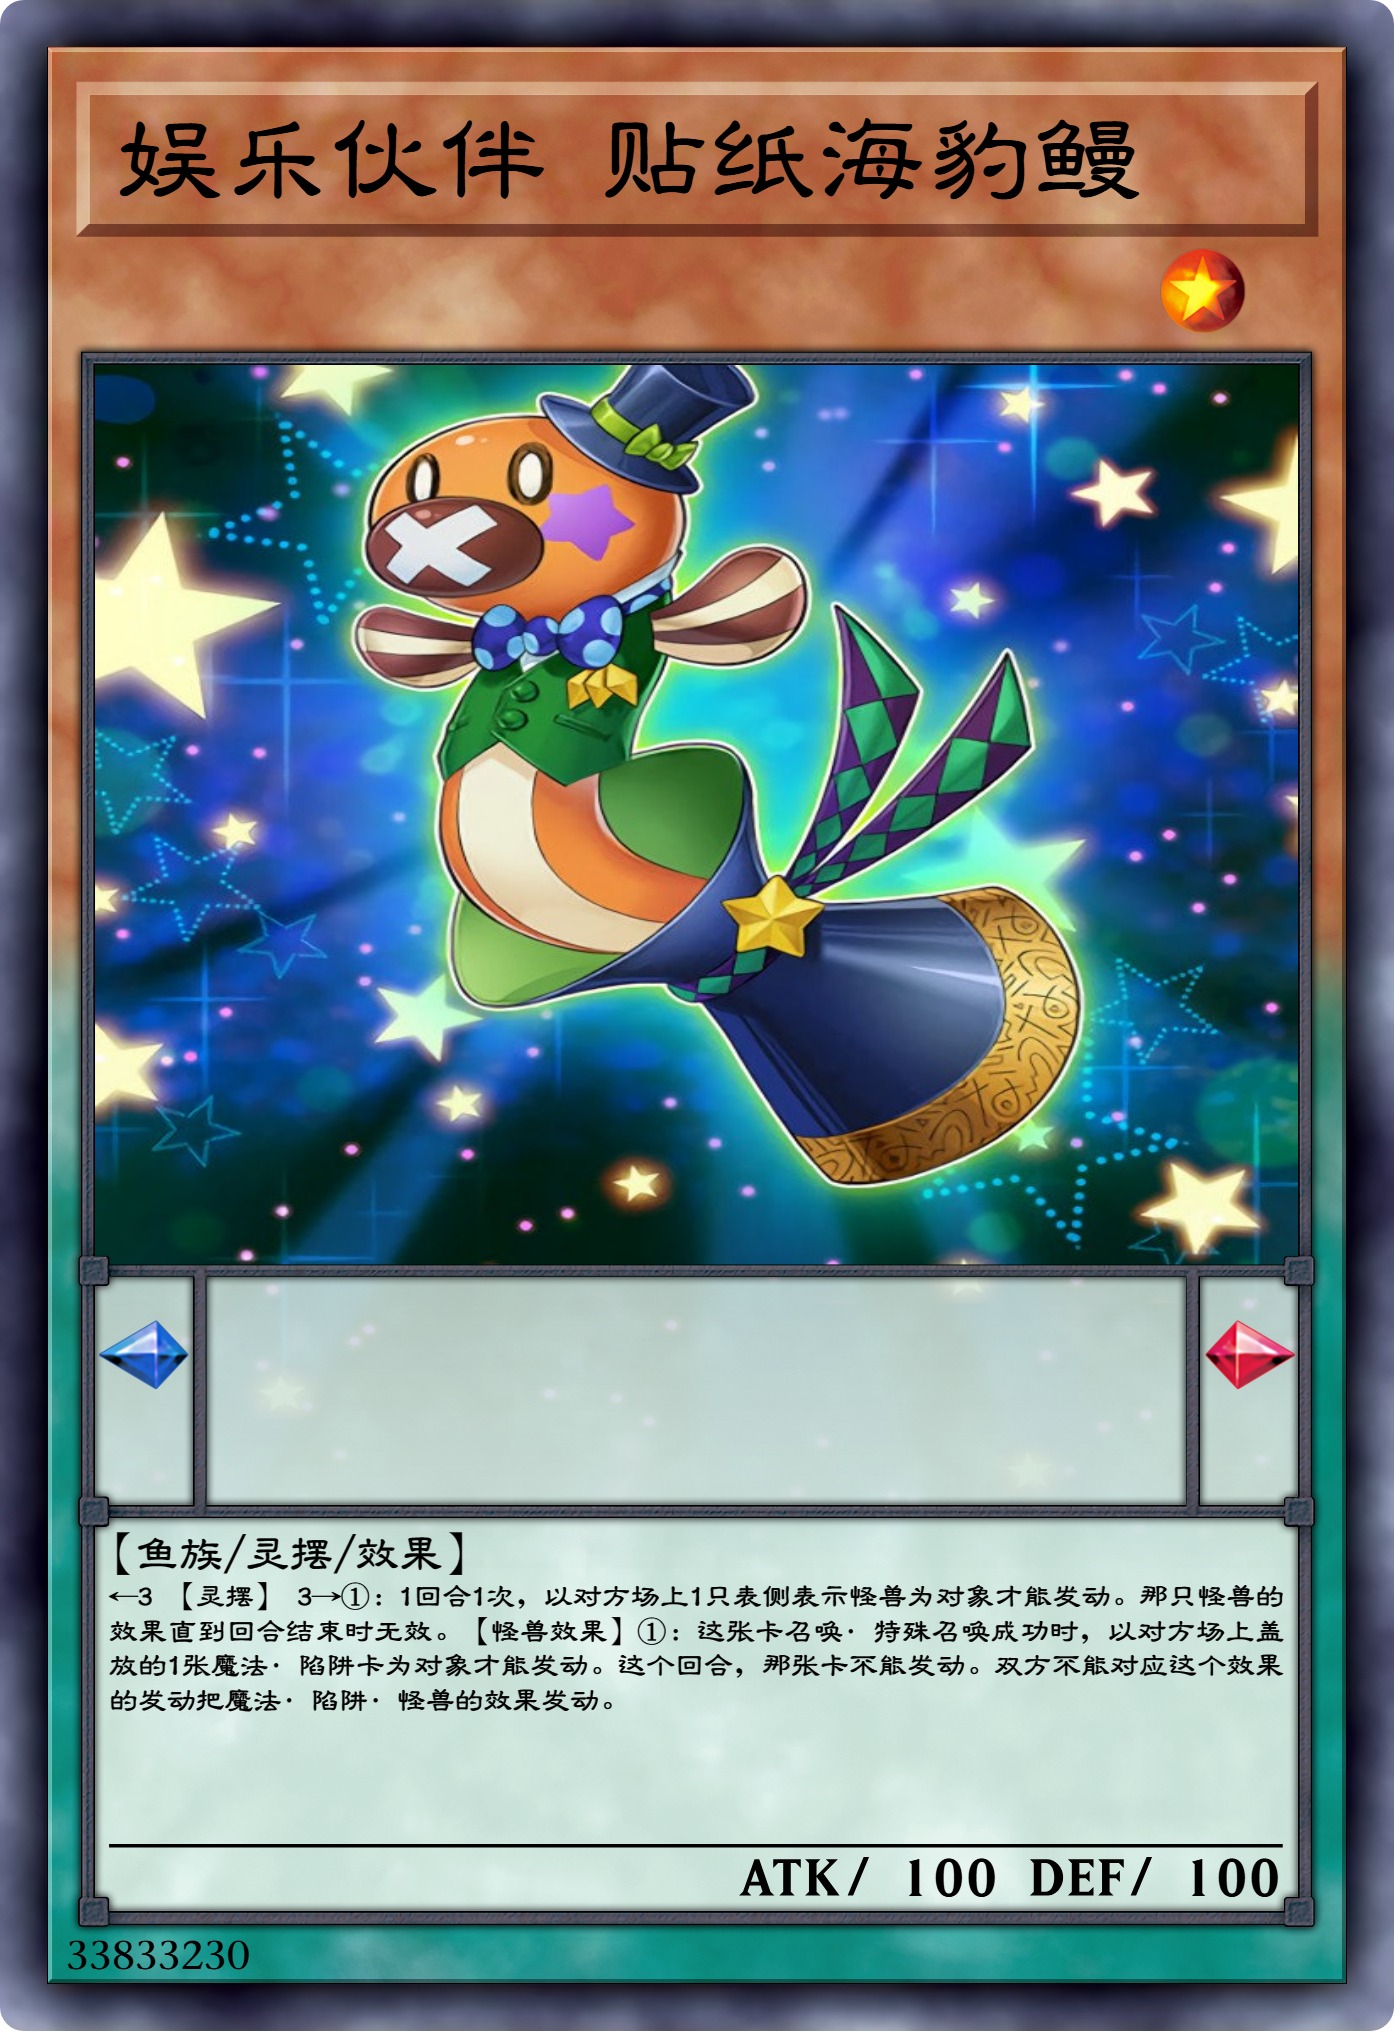 娱乐伙伴 贴纸海豹鳗
【鱼族/灵摆/效果】
←3 【灵摆】 3→①：1回合1次，以对方场上1只表侧表示怪兽为对象才能发动。那只怪兽的
效果直到回合结束时无效。【怪兽效果】①：这张卡召唤·特殊召唤成功时，以对方场上盖
放的1张魔法·陷阱卡为对象才能发动。这个回合，那张卡不能发动。双方不能对应这个效果
的发动把魔法·陷阱·怪兽的效果发动。
ATK/ 100 DEF/ 100
33833230